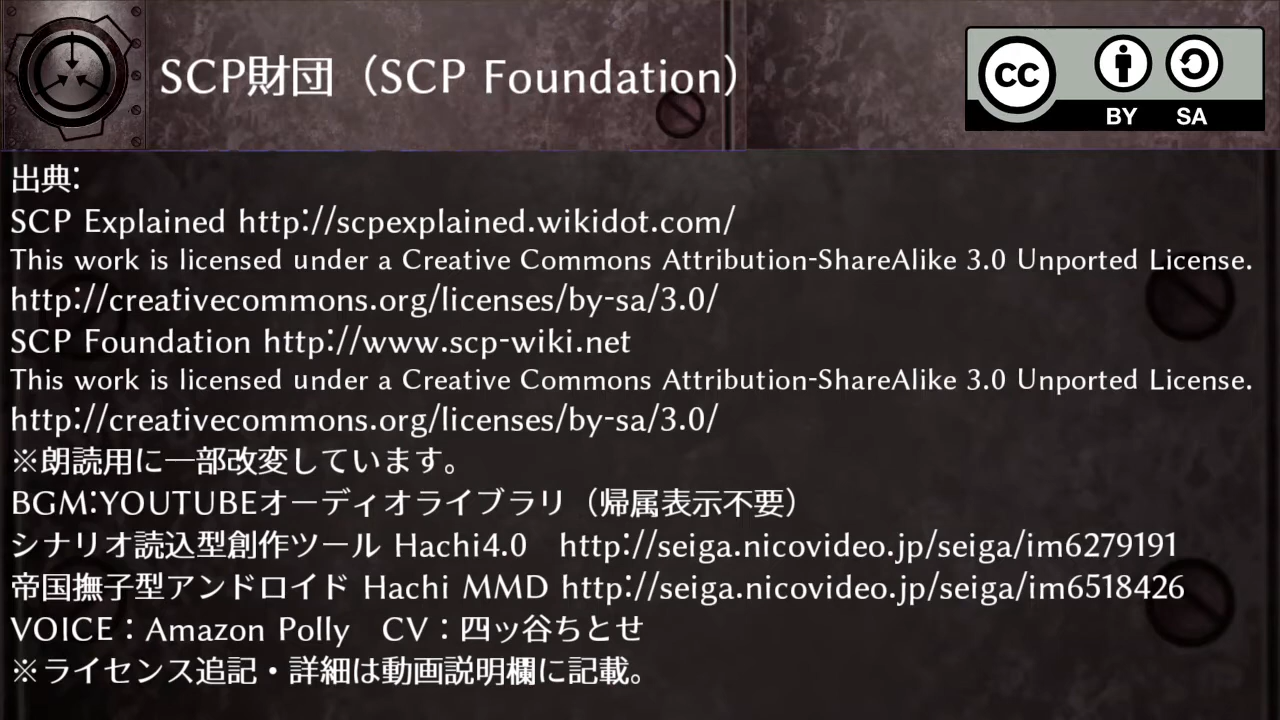 SCP財団（SCP Foundation）
CC BY SA
出典:
SCP Explained http://scpexplained.wikidot.com/
This work is licensed under a Creative Commons Attribution-ShareAlike 3.0 Unported License.
http://creativecommons.org/licenses/by-sa/3.0/
SCP Foundation http://www.scp-wiki.net
This work is licensed under a Creative Commons Attribution-ShareAlike 3.0 Unported License.
http://creativecommons.org/licenses/by-sa/3.0/
※朗読用に一部改変しています。
BGM:YOUTUBEオーディオライブラリ（帰属表示不要）
シナリオ読込型創作ツール Hachi4.0　http://seiga.nicovideo.jp/seiga/im6279191
帝国撫子型アンドロイド Hachi MMD http://seiga.nicovideo.jp/seiga/im6518426
VOICE：Amazon Polly　CV：四ッ谷ちとせ
※ライセンス追記・詳細は動画説明欄に記載。